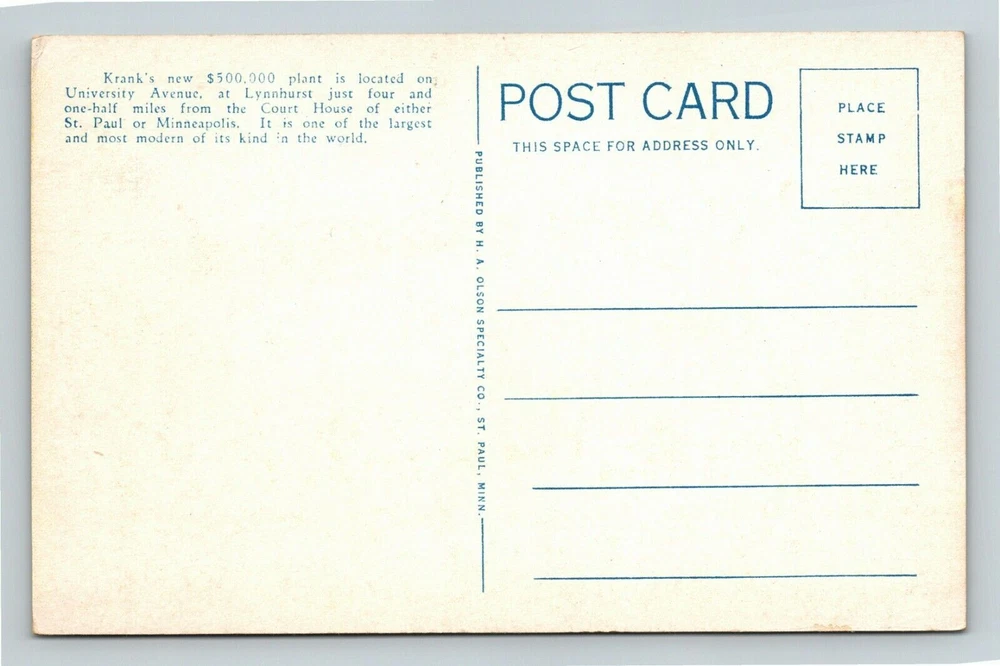 Krank's new $500,000 plant is located on
University Avenue, at Lynnhurst just four and
one-half miles from the Court House of either
St. Paul or Minneapolis. It is one of the largest
and most modern of its kind in the world.
PUBLISHED BY H. A. OLSON SPECIALTY CO., ST. PAUL, MINN.
POST CARD
THIS SPACE FOR ADDRESS ONLY.
PLACE
STAMP
HERE